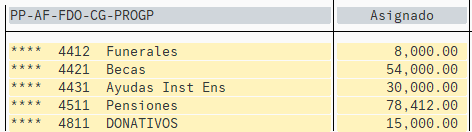 PP-AF-FDO-CG-PROGP Asignado
**** 4412 Funerales 8,000.00
**** 4421 Becas 54,000.00
**** 4431 Ayudas Inst Ens 30,000.00
**** 4511 Pensiones 78,412.00
**** 4811 DONATIVOS 15,000.00